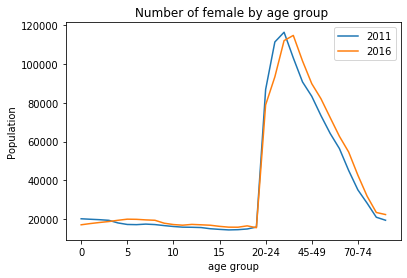 Number of female by age group
120000
100000
80000
60000
40000
20000
Population
2011
2016
0 5 10 15 20-24 45-49 70-74
age group